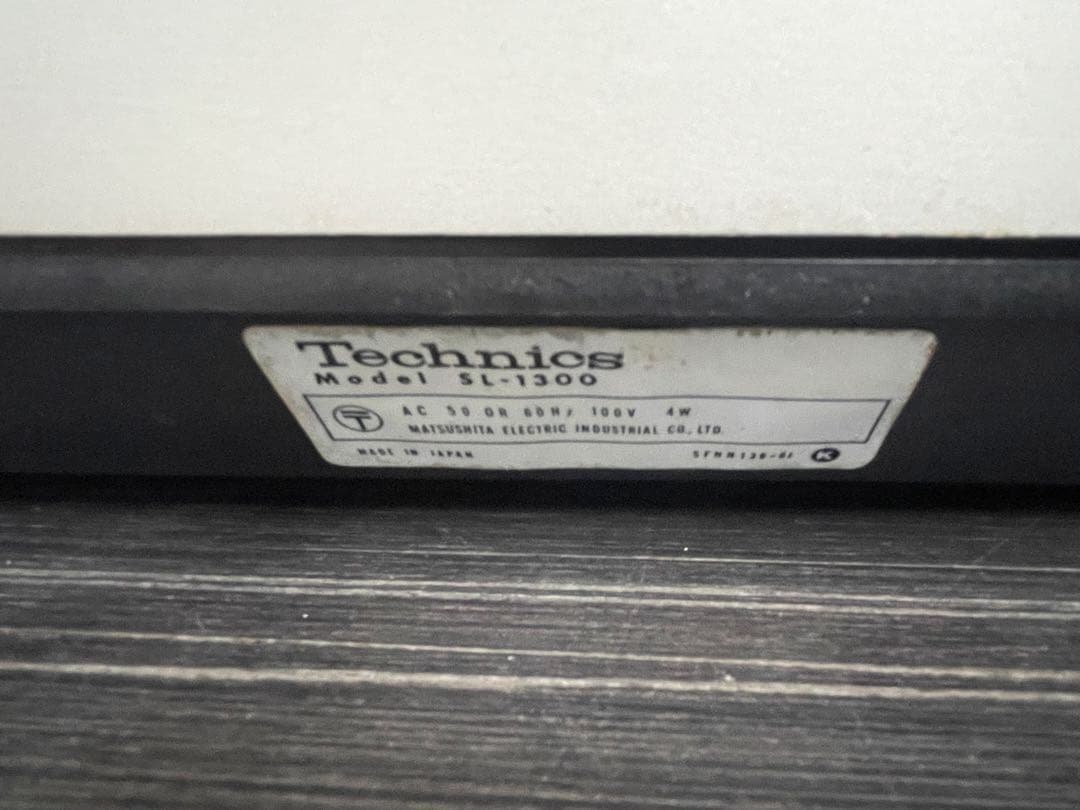 Technics
Model SL-1300
T
AC 50 OR 60Hz 100V 4W
MATSUSHITA ELECTRIC INDUSTRIAL CO., LTD.
MADE IN JAPAN
K